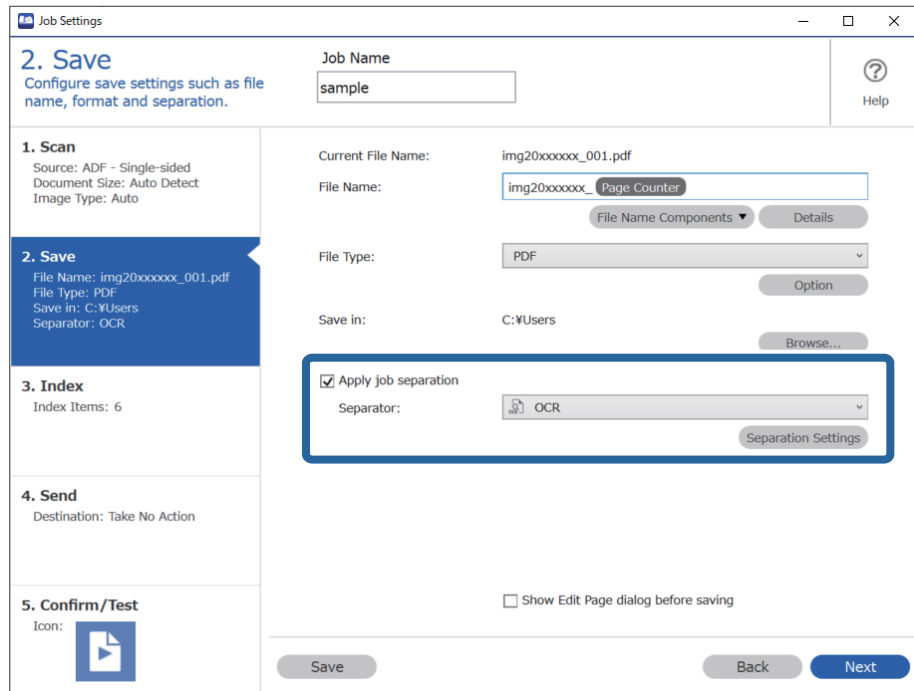 Job Settings
2. Save
Configure save settings such as file
name, format and separation.
Job Name
sample
Help
1. Scan
Source: ADF - Single-sided
Document Size: Auto Detect
Image Type: Auto
2. Save
File Name: img20xxxxxx_001.pdf
File Type: PDF
Save in: C:¥Users
Separator: OCR
3. Index
Index Items: 6
4. Send
Destination: Take No Action
5. Confirm/Test
Icon:
Current File Name: img20xxxxxx_001.pdf
File Name: img20xxxxxx_ Page Counter
File Name Components ▼ Details
File Type: PDF
Option
Save in: C:¥Users
Browse...
Apply job separation
Separator: OCR
Separation Settings
Show Edit Page dialog before saving
Save Back Next